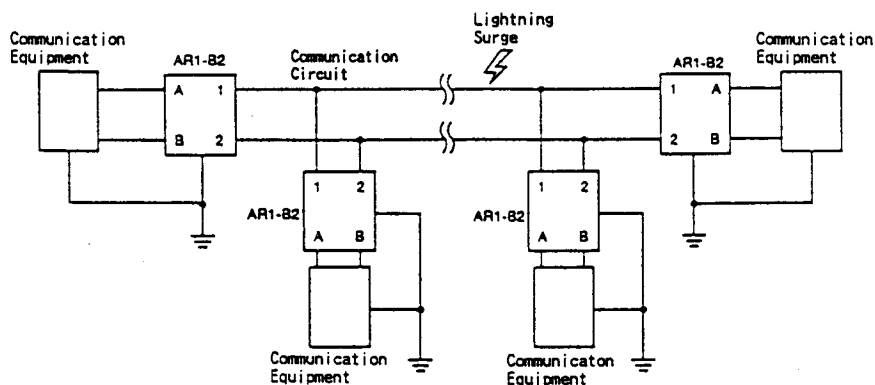 Communication
Equipment
AR1-B2
A 1
B 2
Communication
Circuit
Lightning
Surge
AR1-B2
1 A
2 B
Communication
Equipment
1 2
AR1-B2
A B
Communication
Equipment
1 2
AR1-B2
A B
Communicaton
Equipment